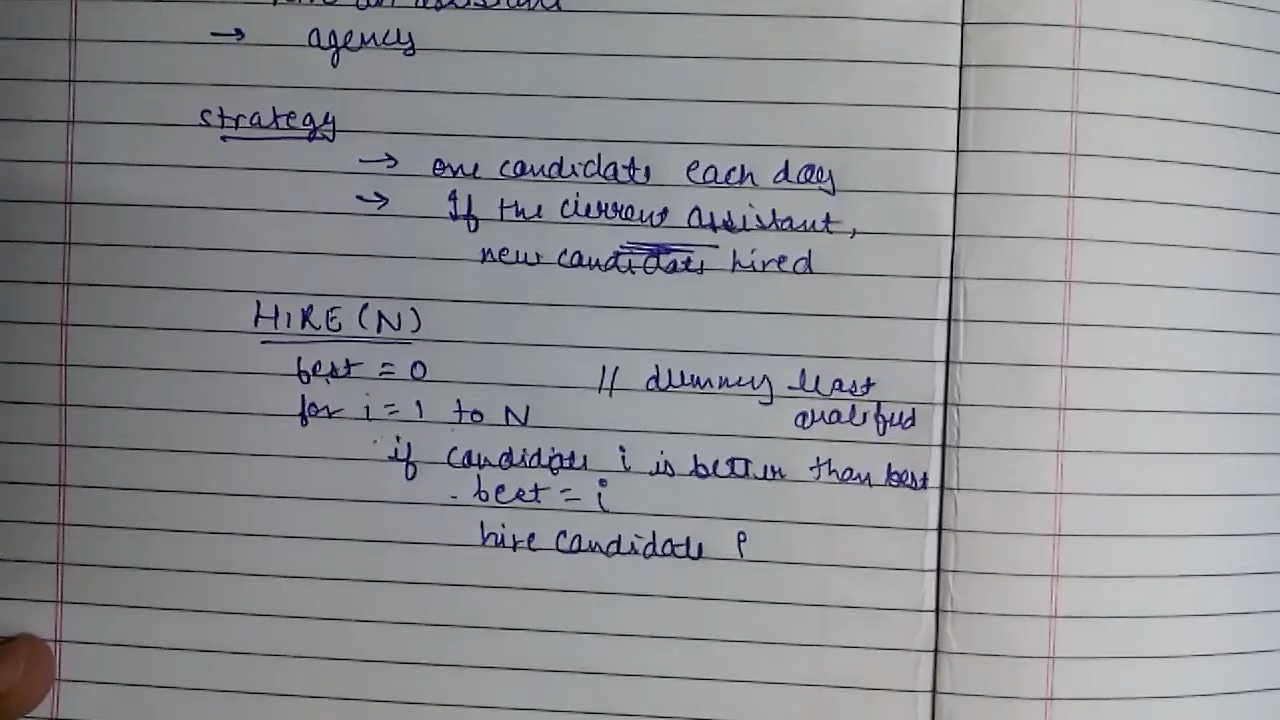 → agency
strategy
→ one candidate each day
→ If the current assistant,
new candidate hired
HIRE (N)
best = 0 // dummy least
qualified
for i = 1 to N
if candidate i is better than best
best = i
hire candidate i